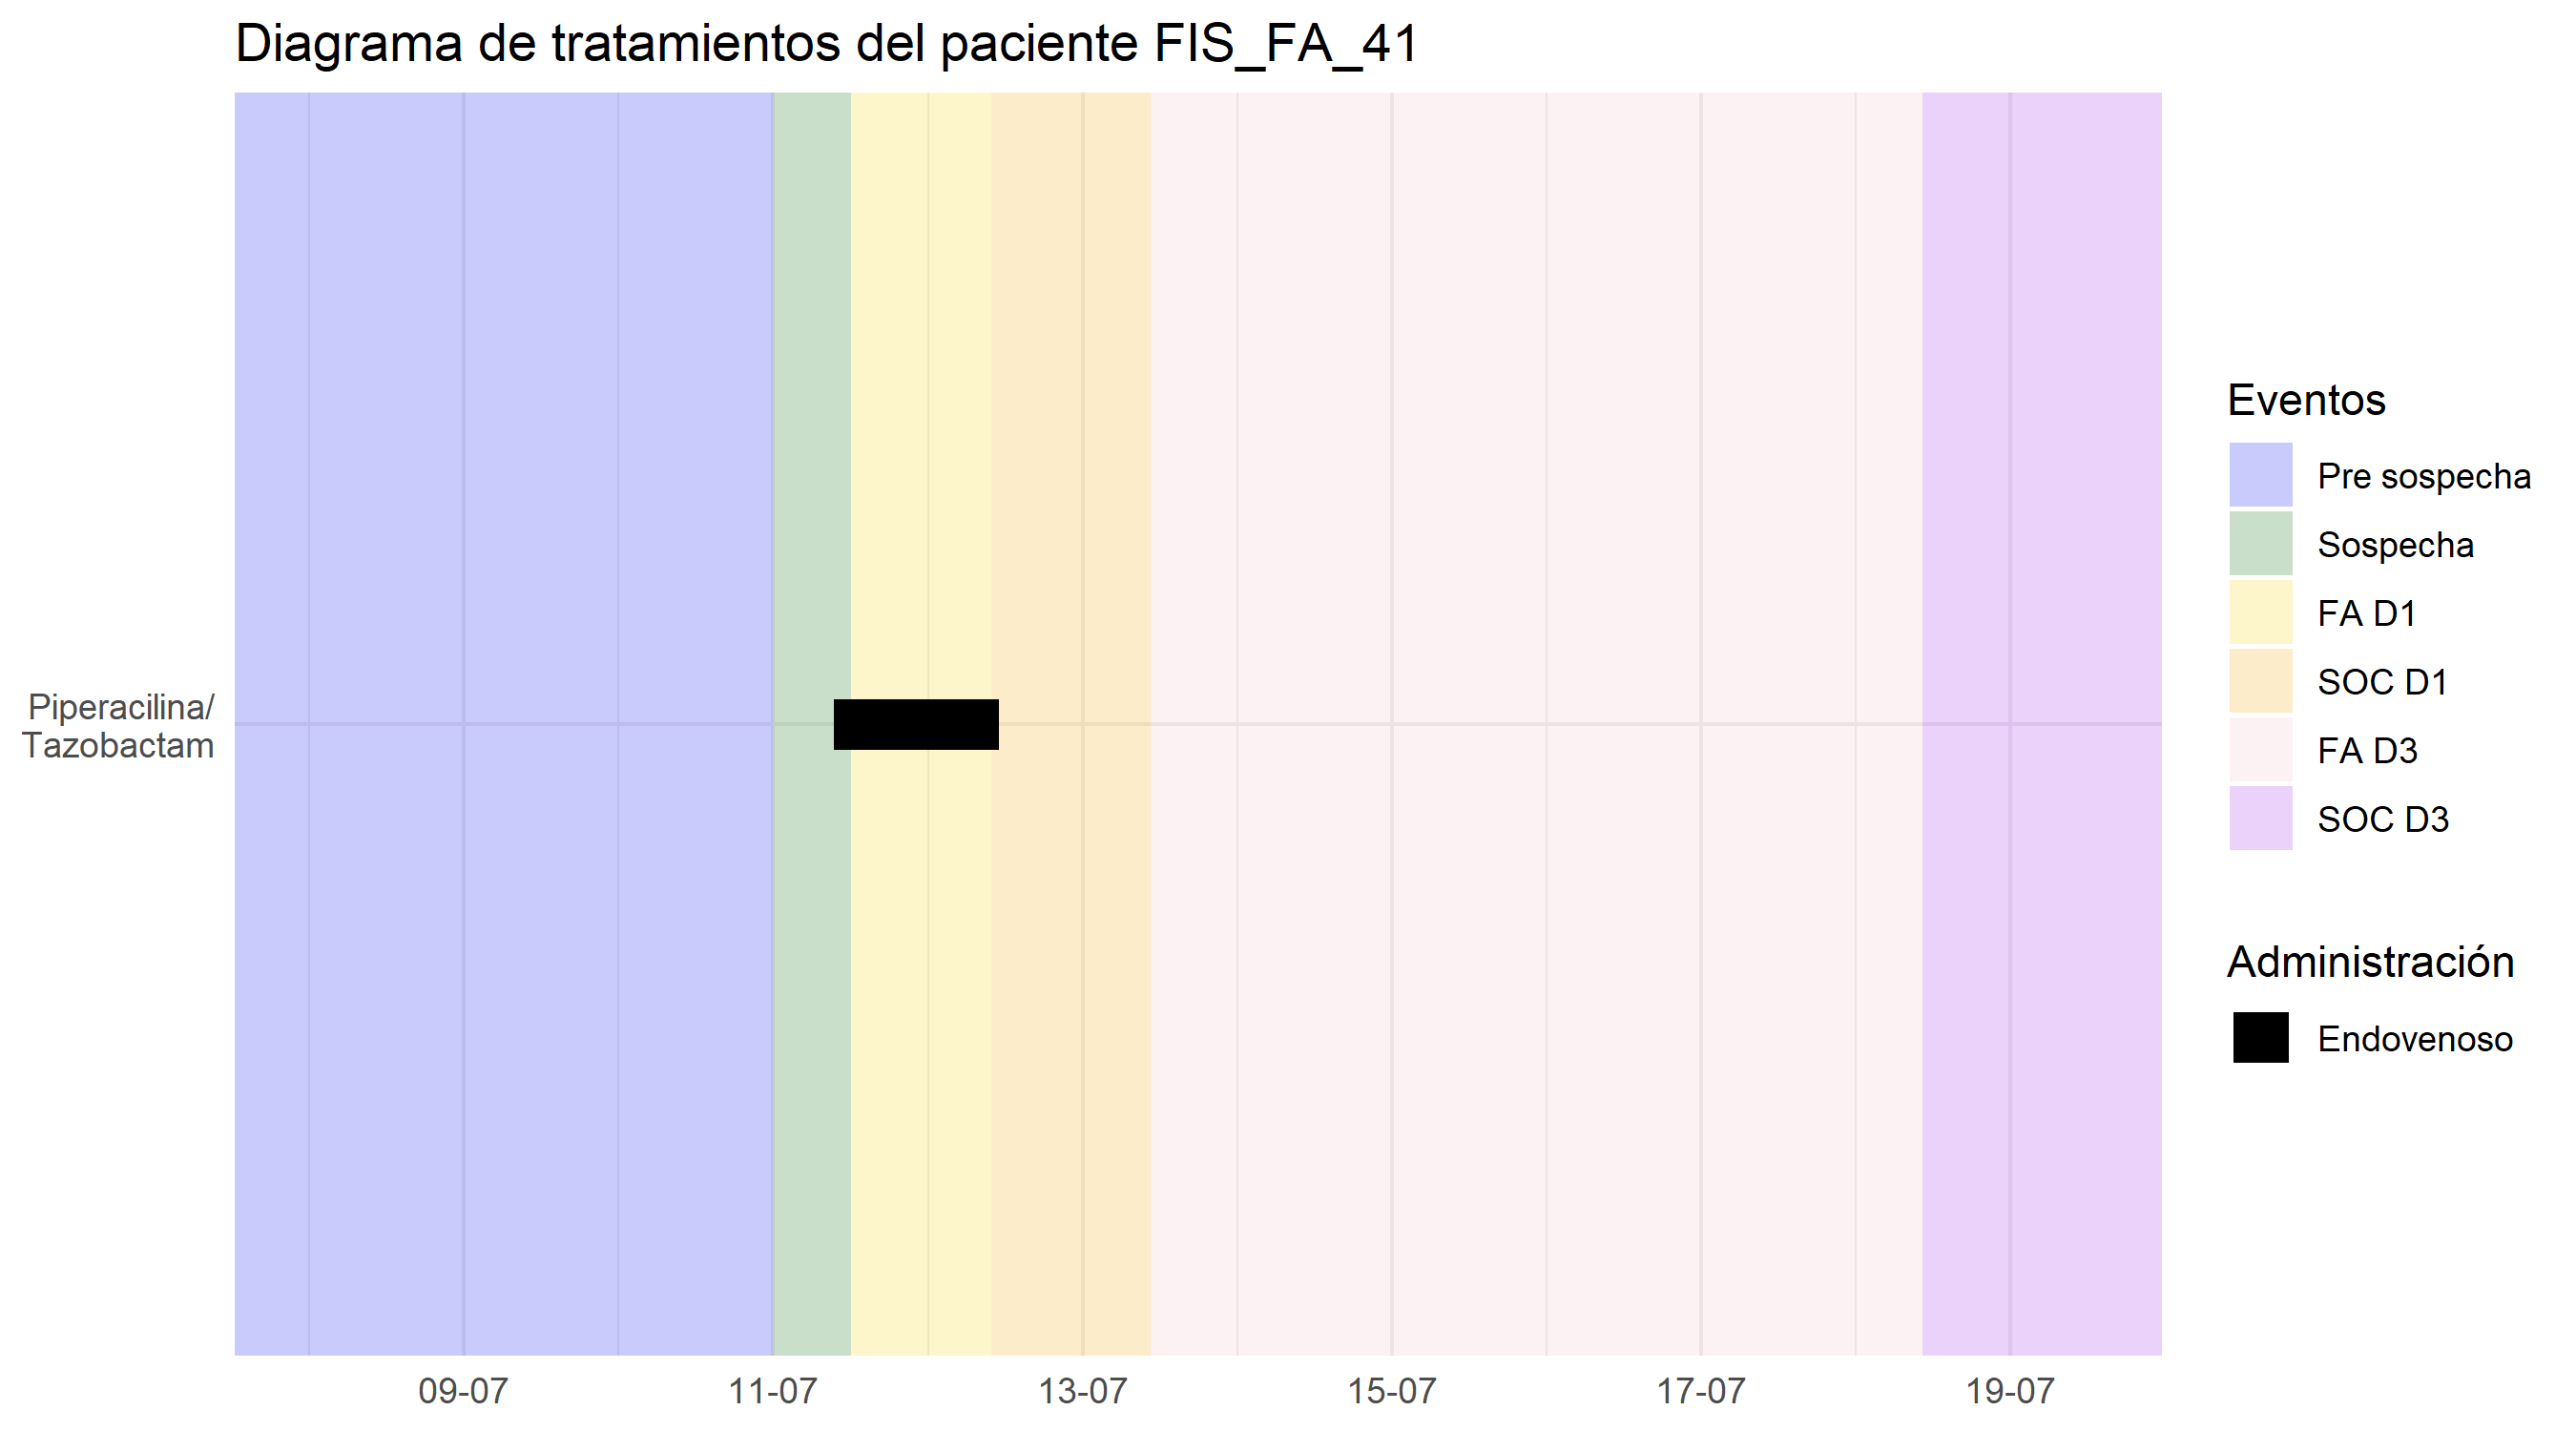 Diagrama de tratamientos del paciente FIS_FA_41
Piperacilina/
Tazobactam
09-07
11-07
13-07
15-07
17-07
19-07
Eventos
Pre sospecha
Sospecha
FA D1
SOC D1
FA D3
SOC D3
Administración
Endovenoso